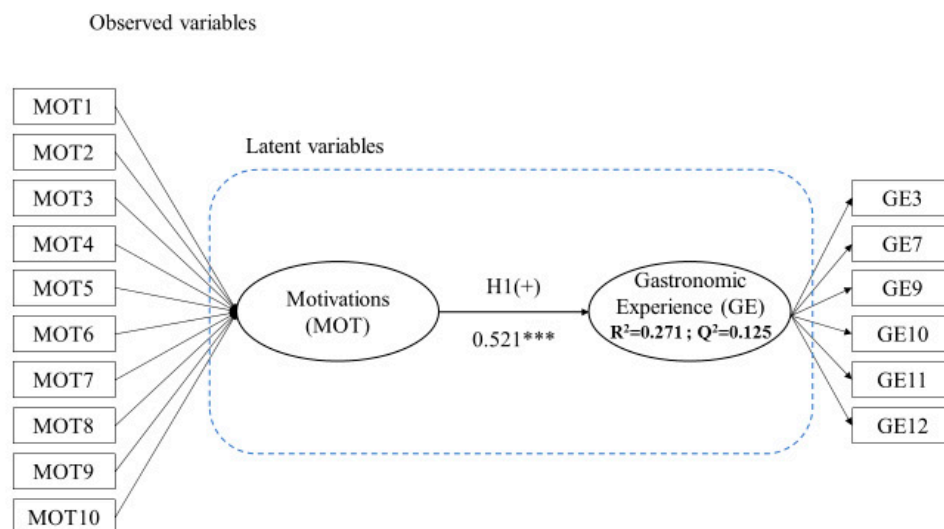 Observed variables
MOT1
MOT2
MOT3
MOT4
MOT5
MOT6
MOT7
MOT8
MOT9
MOT10
Latent variables
Motivations
(MOT)
H1(+)
0.521***
Gastronomic
Experience (GE)
R²=0.271 ; Q²=0.125
GE3
GE7
GE9
GE10
GE11
GE12